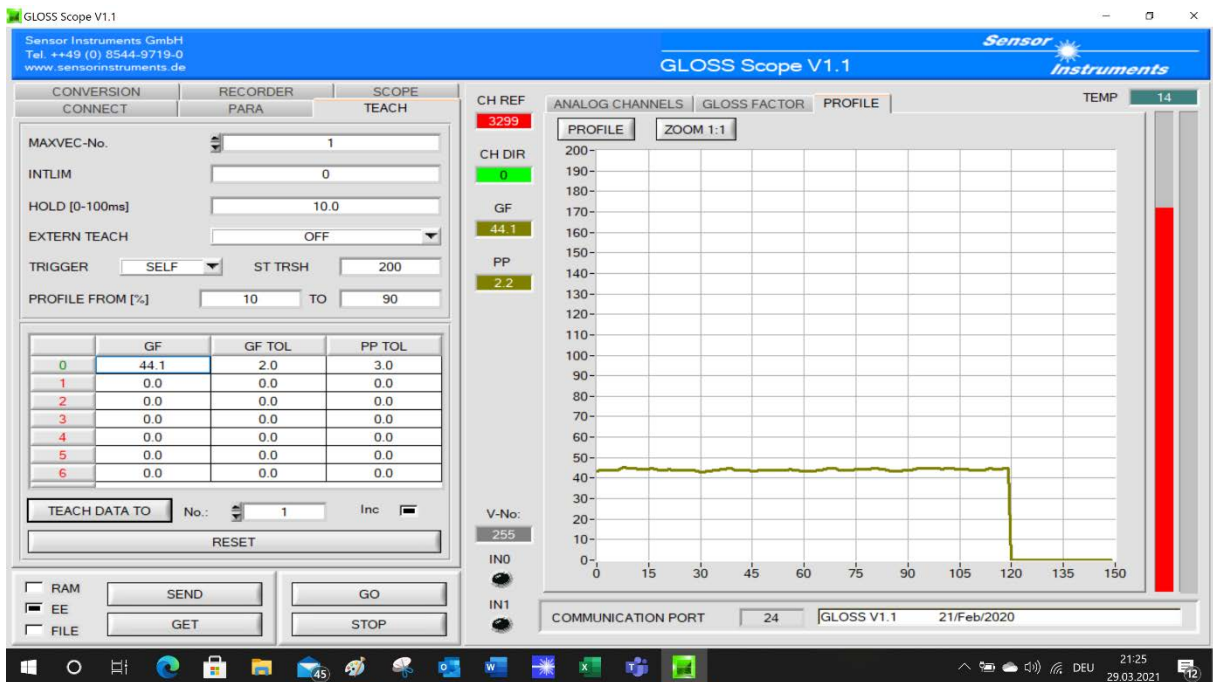 GLOSS Scope V1.1
Sensor Instruments GmbH
Tel. ++49 (0) 8544-9719-0
www.sensorinstruments.de
GLOSS Scope V1.1
Sensor
Instruments
CONVERSION RECORDER SCOPE
CONNECT PARA TEACH
MAXVEC-No. 1
INTLIM 0
HOLD [0-100ms] 10.0
EXTERN TEACH OFF
TRIGGER SELF ST TRSH 200
PROFILE FROM [%] 10 TO 90
GF GF TOL PP TOL
0 44.1 2.0 3.0
1 0.0 0.0 0.0
2 0.0 0.0 0.0
3 0.0 0.0 0.0
4 0.0 0.0 0.0
5 0.0 0.0 0.0
6 0.0 0.0 0.0
TEACH DATA TO No.: 1 Inc
RESET
RAM
EE
FILE
SEND GO
GET STOP
CH REF
3299
CH DIR
0
GF
44.1
PP
2.2
V-No:
255
IN0
IN1
ANALOG CHANNELS GLOSS FACTOR PROFILE
TEMP 14
PROFILE ZOOM 1:1
200
190
180
170
160
150
140
130
120
110
100
90
80
70
60
50
40
30
20
10
0
0 15 30 45 60 75 90 105 120 135 150
COMMUNICATION PORT 24 GLOSS V1.1 21/Feb/2020
45
DEU
21:25
29.03.2021
12